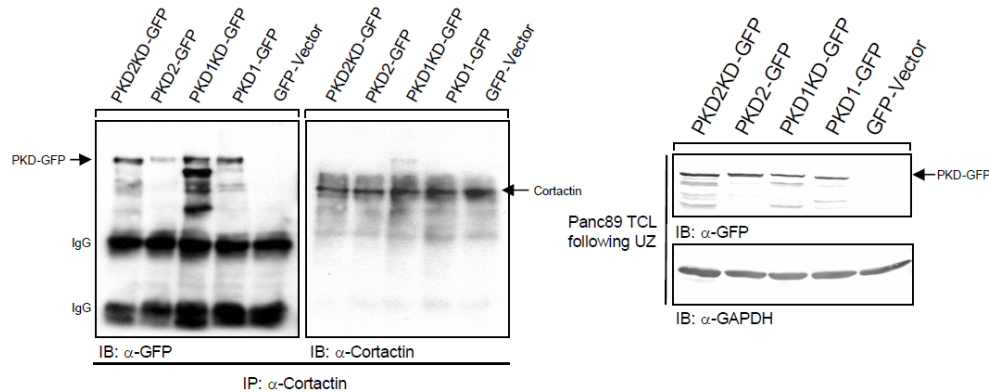 PKD2KD-GFP
PKD2-GFP
PKD1KD-GFP
PKD1-GFP
GFP-Vector
PKD2KD-GFP
PKD2-GFP
PKD1KD-GFP
PKD1-GFP
GFP-Vector
PKD-GFP
IgG
IgG
Cortactin
IB: α-GFP
IB: α-Cortactin
IP: α-Cortactin
PKD2KD-GFP
PKD2-GFP
PKD1KD-GFP
PKD1-GFP
GFP-Vector
PKD-GFP
Panc89 TCL
following UZ
IB: α-GFP
IB: α-GAPDH